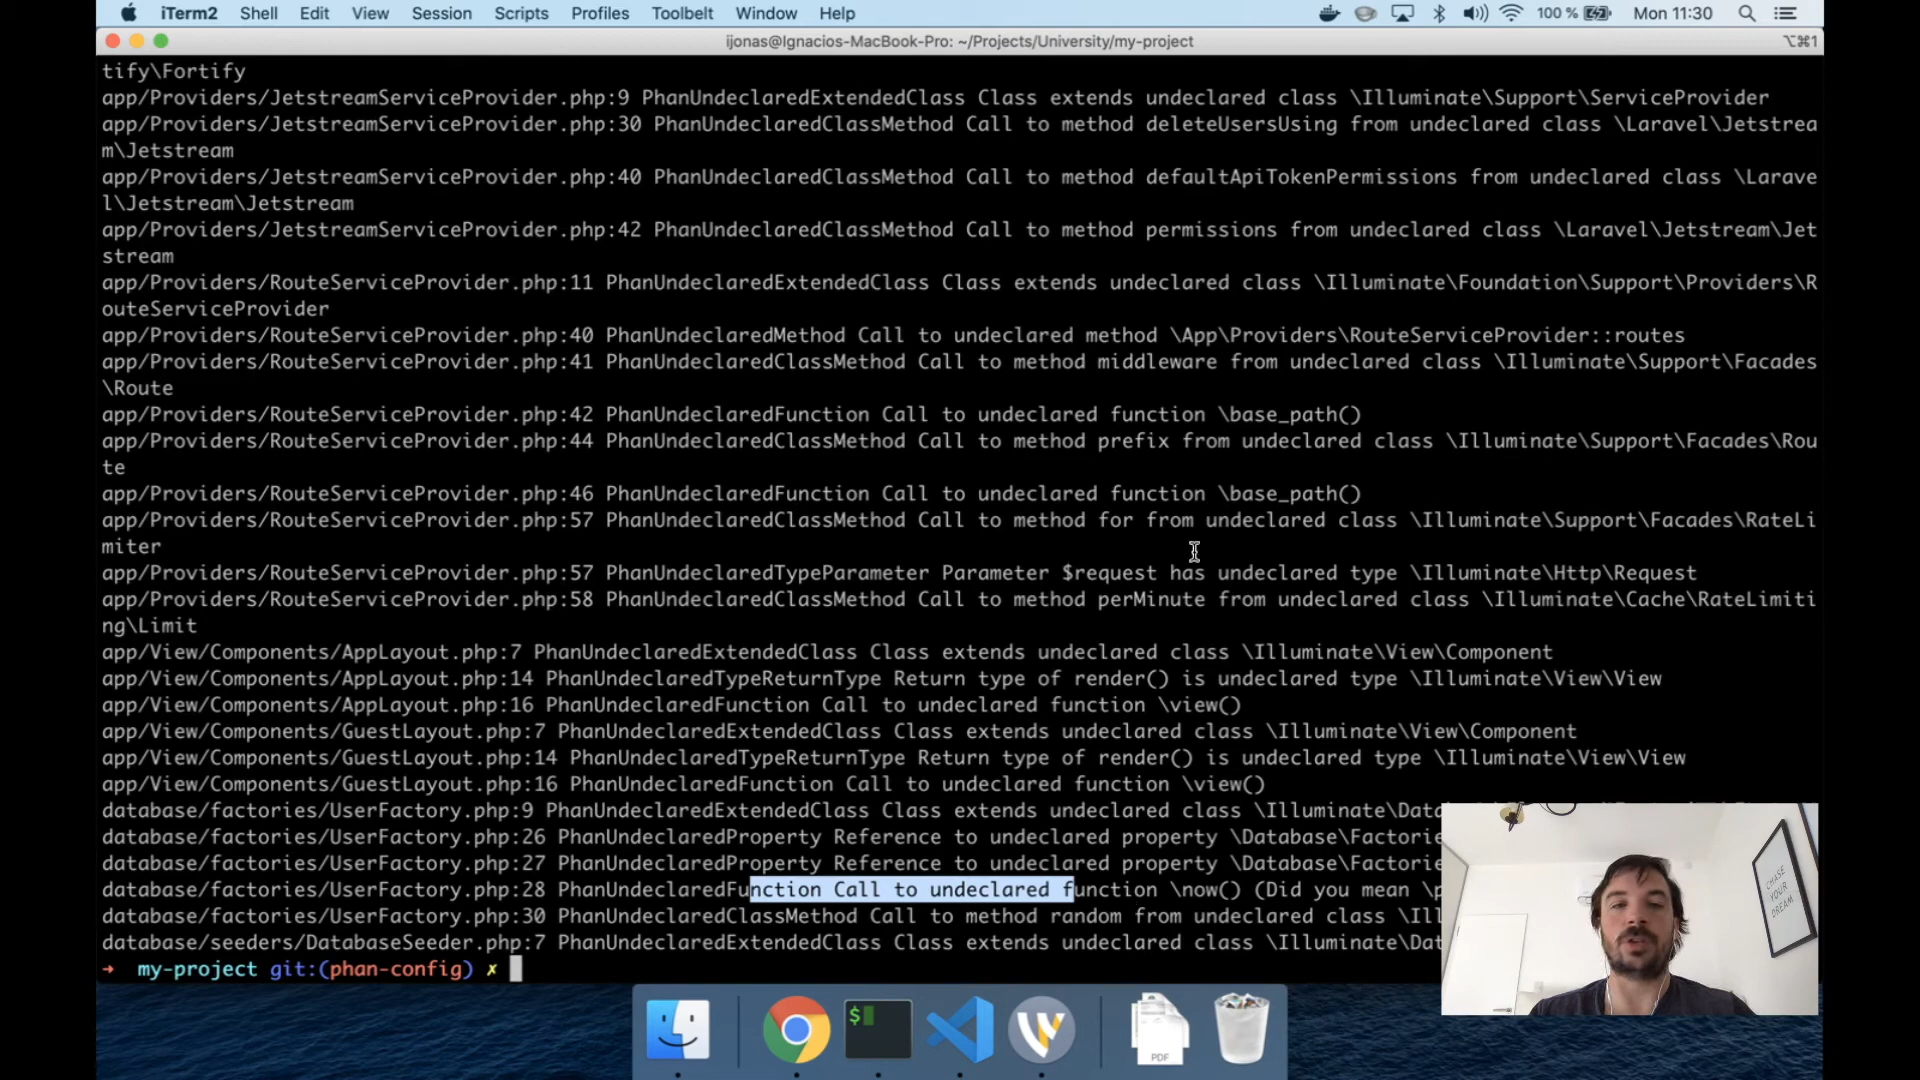 iTerm2 Shell Edit View Session Scripts Profiles Toolbelt Window Help 100 % Mon 11:30
ijonas@Ignacios-MacBook-Pro: ~/Projects/University/my-project ⌥⌘1
tify\Fortify
app/Providers/JetstreamServiceProvider.php:9 PhanUndeclaredExtendedClass Class extends undeclared class \Illuminate\Support\ServiceProvider
app/Providers/JetstreamServiceProvider.php:30 PhanUndeclaredClassMethod Call to method deleteUsersUsing from undeclared class \Laravel\Jetstrea
m\Jetstream
app/Providers/JetstreamServiceProvider.php:40 PhanUndeclaredClassMethod Call to method defaultApiTokenPermissions from undeclared class \Larave
l\Jetstream\Jetstream
app/Providers/JetstreamServiceProvider.php:42 PhanUndeclaredClassMethod Call to method permissions from undeclared class \Laravel\Jetstream\Jet
stream
app/Providers/RouteServiceProvider.php:11 PhanUndeclaredExtendedClass Class extends undeclared class \Illuminate\Foundation\Support\Providers\R
outeServiceProvider
app/Providers/RouteServiceProvider.php:40 PhanUndeclaredMethod Call to undeclared method \App\Providers\RouteServiceProvider::routes
app/Providers/RouteServiceProvider.php:41 PhanUndeclaredClassMethod Call to method middleware from undeclared class \Illuminate\Support\Facades
\Route
app/Providers/RouteServiceProvider.php:42 PhanUndeclaredFunction Call to undeclared function \base_path()
app/Providers/RouteServiceProvider.php:44 PhanUndeclaredClassMethod Call to method prefix from undeclared class \Illuminate\Support\Facades\Rou
te
app/Providers/RouteServiceProvider.php:46 PhanUndeclaredFunction Call to undeclared function \base_path()
app/Providers/RouteServiceProvider.php:57 PhanUndeclaredClassMethod Call to method for from undeclared class \Illuminate\Support\Facades\RateLi
miter
app/Providers/RouteServiceProvider.php:57 PhanUndeclaredTypeParameter Parameter $request has undeclared type \Illuminate\Http\Request
app/Providers/RouteServiceProvider.php:58 PhanUndeclaredClassMethod Call to method perMinute from undeclared class \Illuminate\Cache\RateLimiti
ng\Limit
app/View/Components/AppLayout.php:7 PhanUndeclaredExtendedClass Class extends undeclared class \Illuminate\View\Component
app/View/Components/AppLayout.php:14 PhanUndeclaredTypeReturnType Return type of render() is undeclared type \Illuminate\View\View
app/View/Components/AppLayout.php:16 PhanUndeclaredFunction Call to undeclared function \view()
app/View/Components/GuestLayout.php:7 PhanUndeclaredExtendedClass Class extends undeclared class \Illuminate\View\Component
app/View/Components/GuestLayout.php:14 PhanUndeclaredTypeReturnType Return type of render() is undeclared type \Illuminate\View\View
app/View/Components/GuestLayout.php:16 PhanUndeclaredFunction Call to undeclared function \view()
database/factories/UserFactory.php:9 PhanUndeclaredExtendedClass Class extends undeclared class \Illuminate\Dat
database/factories/UserFactory.php:26 PhanUndeclaredProperty Reference to undeclared property \Database\Factorie
database/factories/UserFactory.php:27 PhanUndeclaredProperty Reference to undeclared property \Database\Factorie
database/factories/UserFactory.php:28 PhanUndeclaredFunction Call to undeclared function \now() (Did you mean \p
database/factories/UserFactory.php:30 PhanUndeclaredClassMethod Call to method random from undeclared class \Ill
database/seeders/DatabaseSeeder.php:7 PhanUndeclaredExtendedClass Class extends undeclared class \Illuminate\Dat
➜ my-project git:(phan-config) ✗
CHASE
YOUR
DREAM
$
PDF